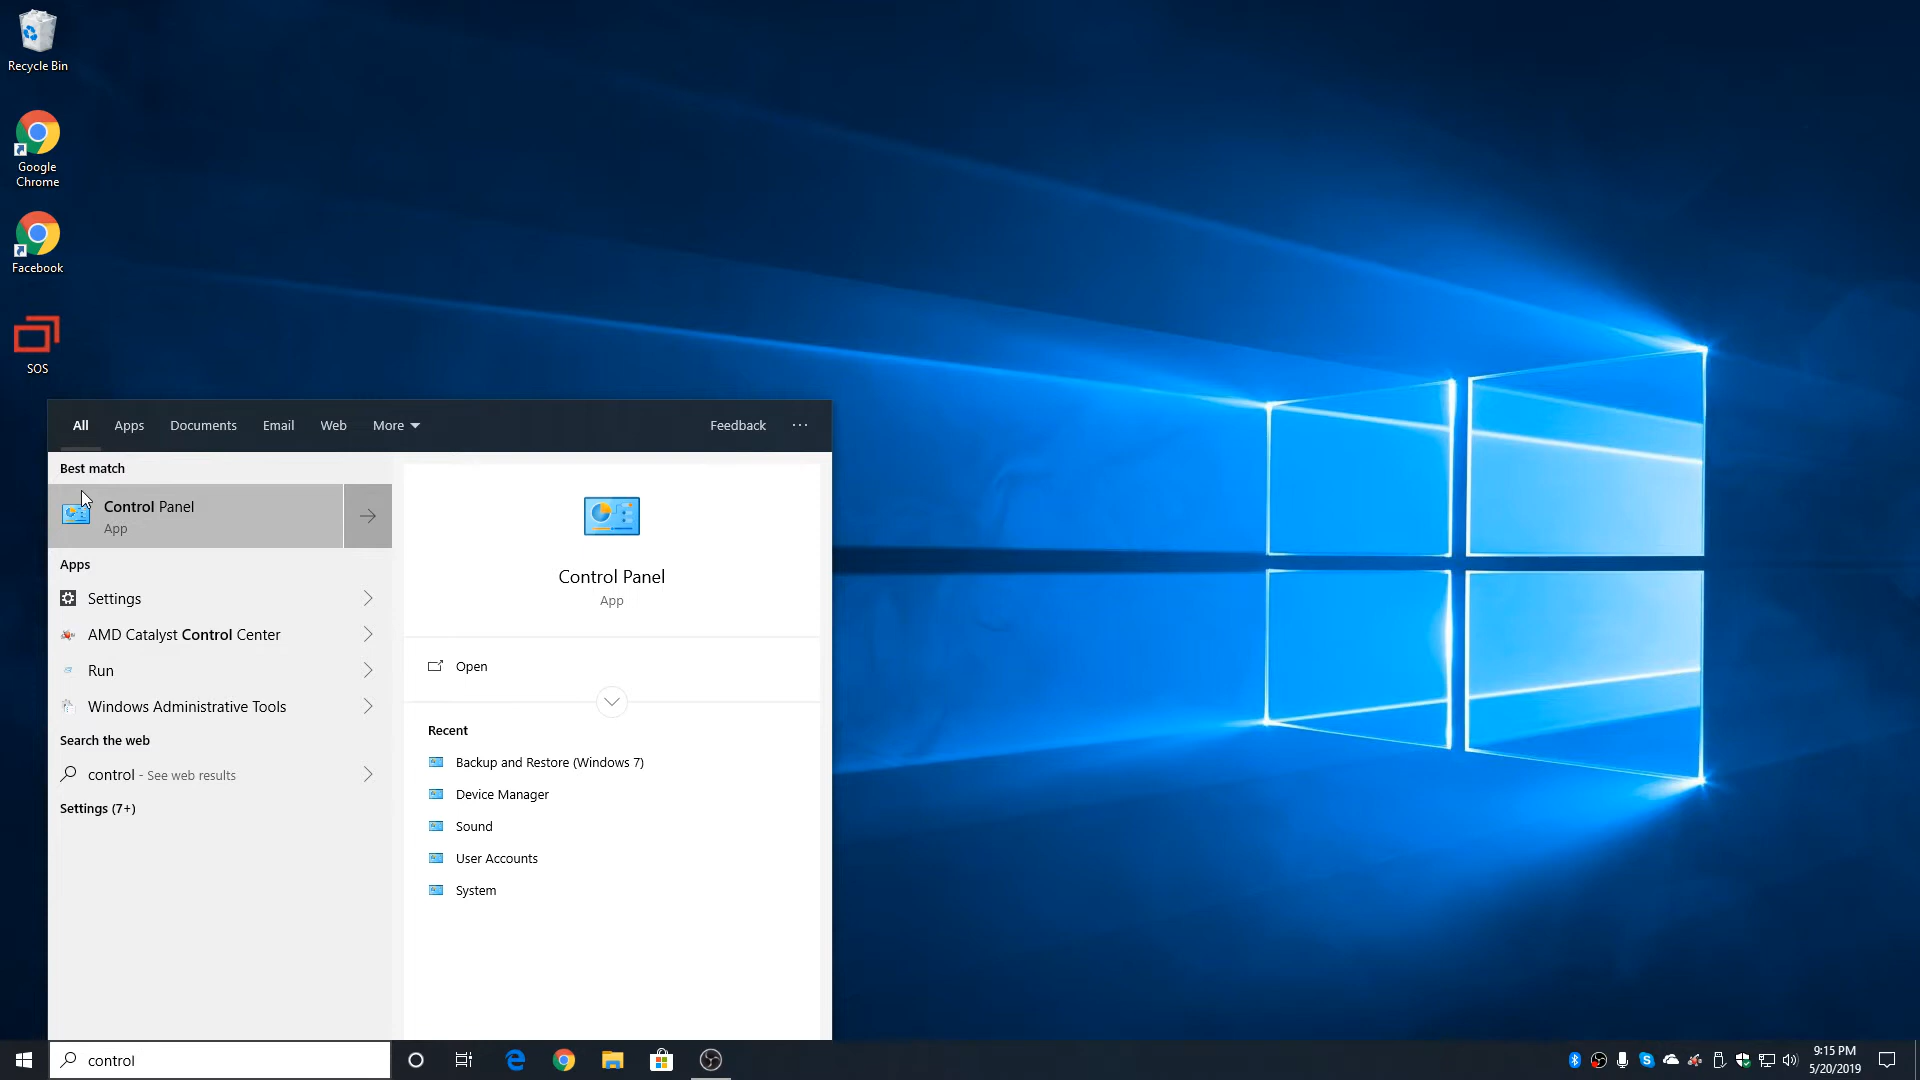 Recycle Bin
Google
Chrome
Facebook
SOS
All Apps Documents Email Web More Feedback ···
Best match
Control Panel
App
Apps
Settings
AMD Catalyst Control Center
Run
Windows Administrative Tools
Search the web
control - See web results
Settings (7+)
Control Panel
App
Open
Recent
Backup and Restore (Windows 7)
Device Manager
Sound
User Accounts
System
control
9:15 PM
5/20/2019